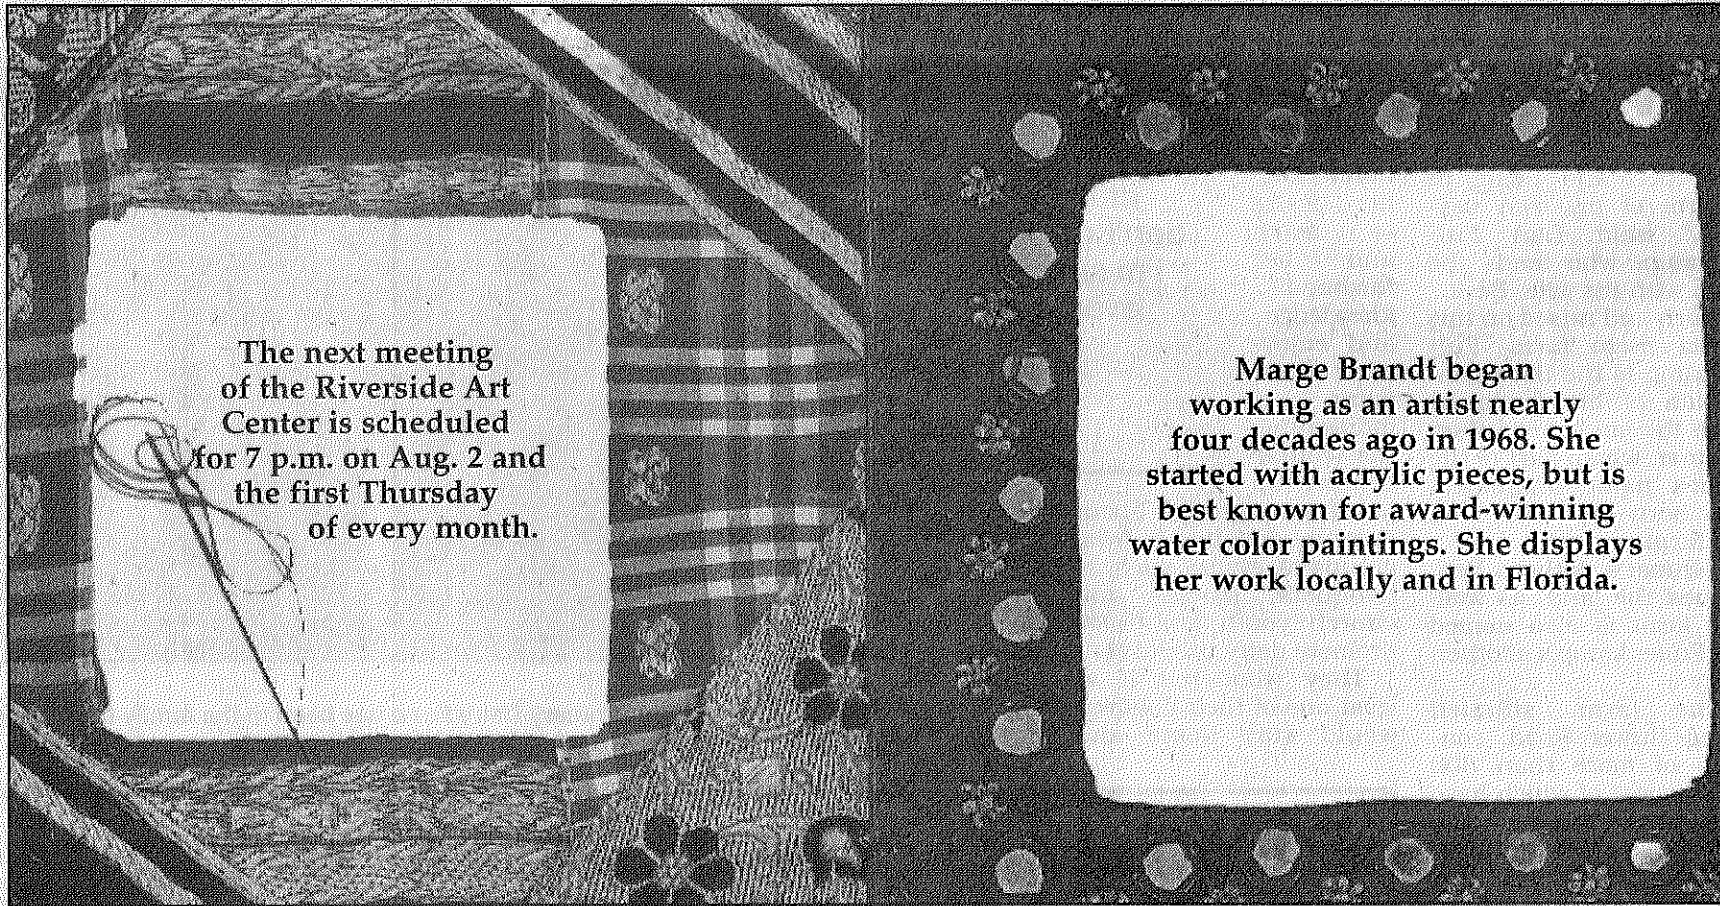 The next meeting
of the Riverside Art
Center is scheduled
for 7 p.m. on Aug. 2 and
the first Thursday
of every month.
Marge Brandt began
working as an artist nearly
four decades ago in 1968. She
started with acrylic pieces, but is
best known for award-winning
water color paintings. She displays
her work locally and in Florida.